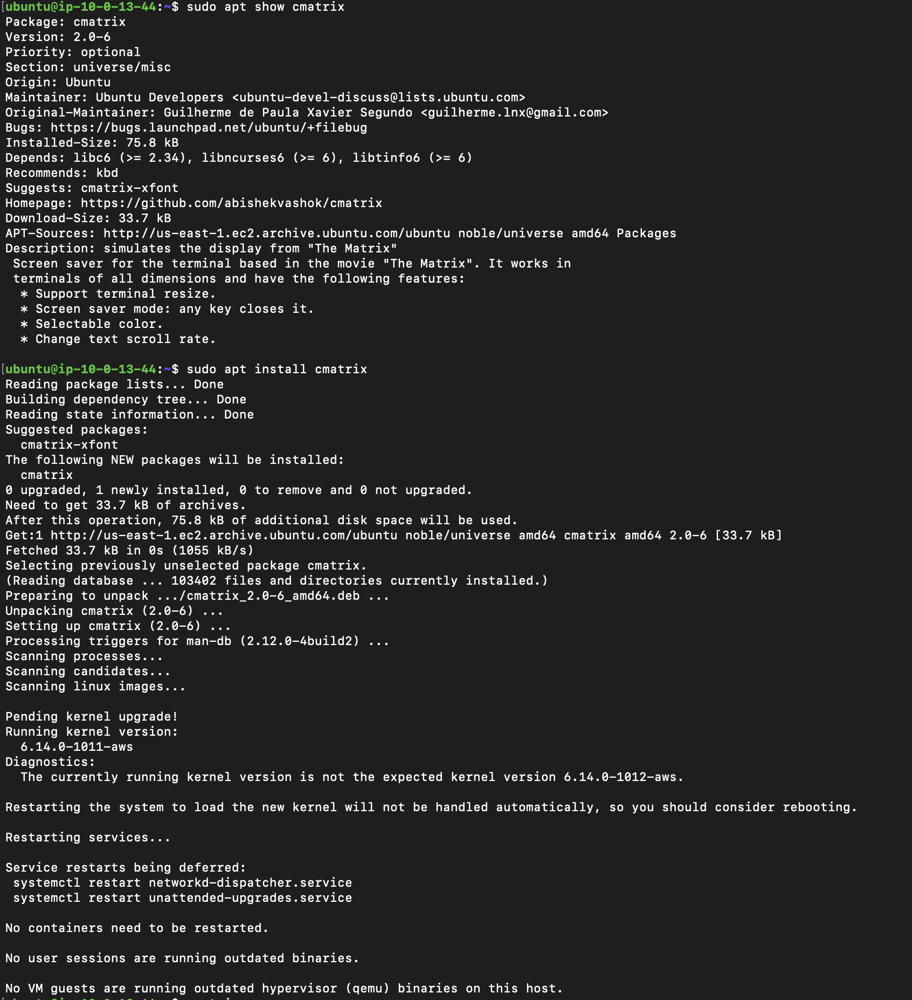 [ubuntu@ip-10-0-13-44:~$ sudo apt show cmatrix
Package: cmatrix
Version: 2.0-6
Priority: optional
Section: universe/misc
Origin: Ubuntu
Maintainer: Ubuntu Developers <ubuntu-devel-discuss@lists.ubuntu.com>
Original-Maintainer: Guilherme de Paula Xavier Segundo <guilherme.lnx@gmail.com>
Bugs: https://bugs.launchpad.net/ubuntu/+filebug
Installed-Size: 75.8 kB
Depends: libc6 (>= 2.34), libncurses6 (>= 6), libtinfo6 (>= 6)
Recommends: kbd
Suggests: cmatrix-xfont
Homepage: https://github.com/abishekvashok/cmatrix
Download-Size: 33.7 kB
APT-Sources: http://us-east-1.ec2.archive.ubuntu.com/ubuntu noble/universe amd64 Packages
Description: simulates the display from "The Matrix"
 Screen saver for the terminal based in the movie "The Matrix". It works in
 terminals of all dimensions and have the following features:
  * Support terminal resize.
  * Screen saver mode: any key closes it.
  * Selectable color.
  * Change text scroll rate.

[ubuntu@ip-10-0-13-44:~$ sudo apt install cmatrix
Reading package lists... Done
Building dependency tree... Done
Reading state information... Done
Suggested packages:
  cmatrix-xfont
The following NEW packages will be installed:
  cmatrix
0 upgraded, 1 newly installed, 0 to remove and 0 not upgraded.
Need to get 33.7 kB of archives.
After this operation, 75.8 kB of additional disk space will be used.
Get:1 http://us-east-1.ec2.archive.ubuntu.com/ubuntu noble/universe amd64 cmatrix amd64 2.0-6 [33.7 kB]
Fetched 33.7 kB in 0s (1055 kB/s)
Selecting previously unselected package cmatrix.
(Reading database ... 103402 files and directories currently installed.)
Preparing to unpack .../cmatrix_2.0-6_amd64.deb ...
Unpacking cmatrix (2.0-6) ...
Setting up cmatrix (2.0-6) ...
Processing triggers for man-db (2.12.0-4build2) ...
Scanning processes...
Scanning candidates...
Scanning linux images...

Pending kernel upgrade!
Running kernel version:
  6.14.0-1011-aws
Diagnostics:
  The currently running kernel version is not the expected kernel version 6.14.0-1012-aws.

Restarting the system to load the new kernel will not be handled automatically, so you should consider rebooting.

Restarting services...

Service restarts being deferred:
 systemctl restart networkd-dispatcher.service
 systemctl restart unattended-upgrades.service

No containers need to be restarted.

No user sessions are running outdated binaries.

No VM guests are running outdated hypervisor (qemu) binaries on this host.